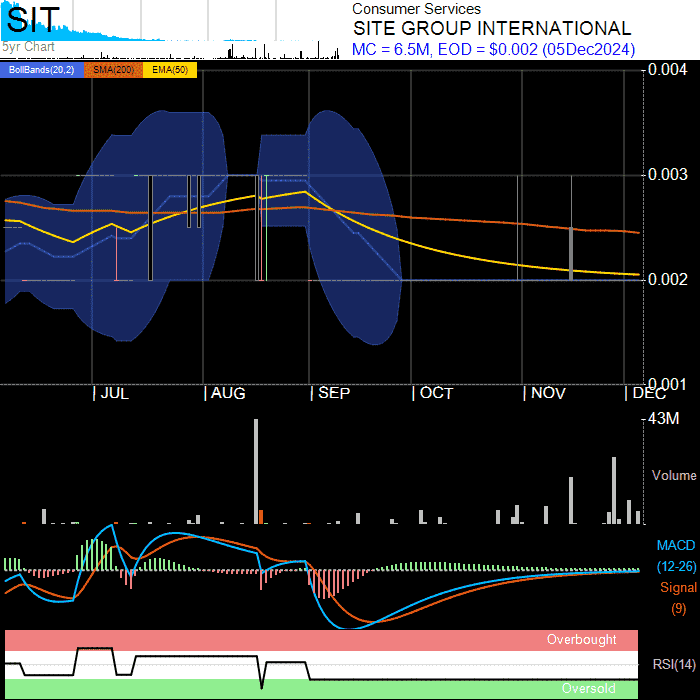 SIT
5yr Chart
Consumer Services
SITE GROUP INTERNATIONAL
MC = 6.5M, EOD = $0.002 (05Dec2024)
BollBands(20,2) SMA(200) EMA(50)
0.004
0.003
0.002
0.001
JUL AUG SEP OCT NOV DEC
43M
Volume
MACD
(12-26)
Signal
(9)
Overbought
RSI(14)
Oversold